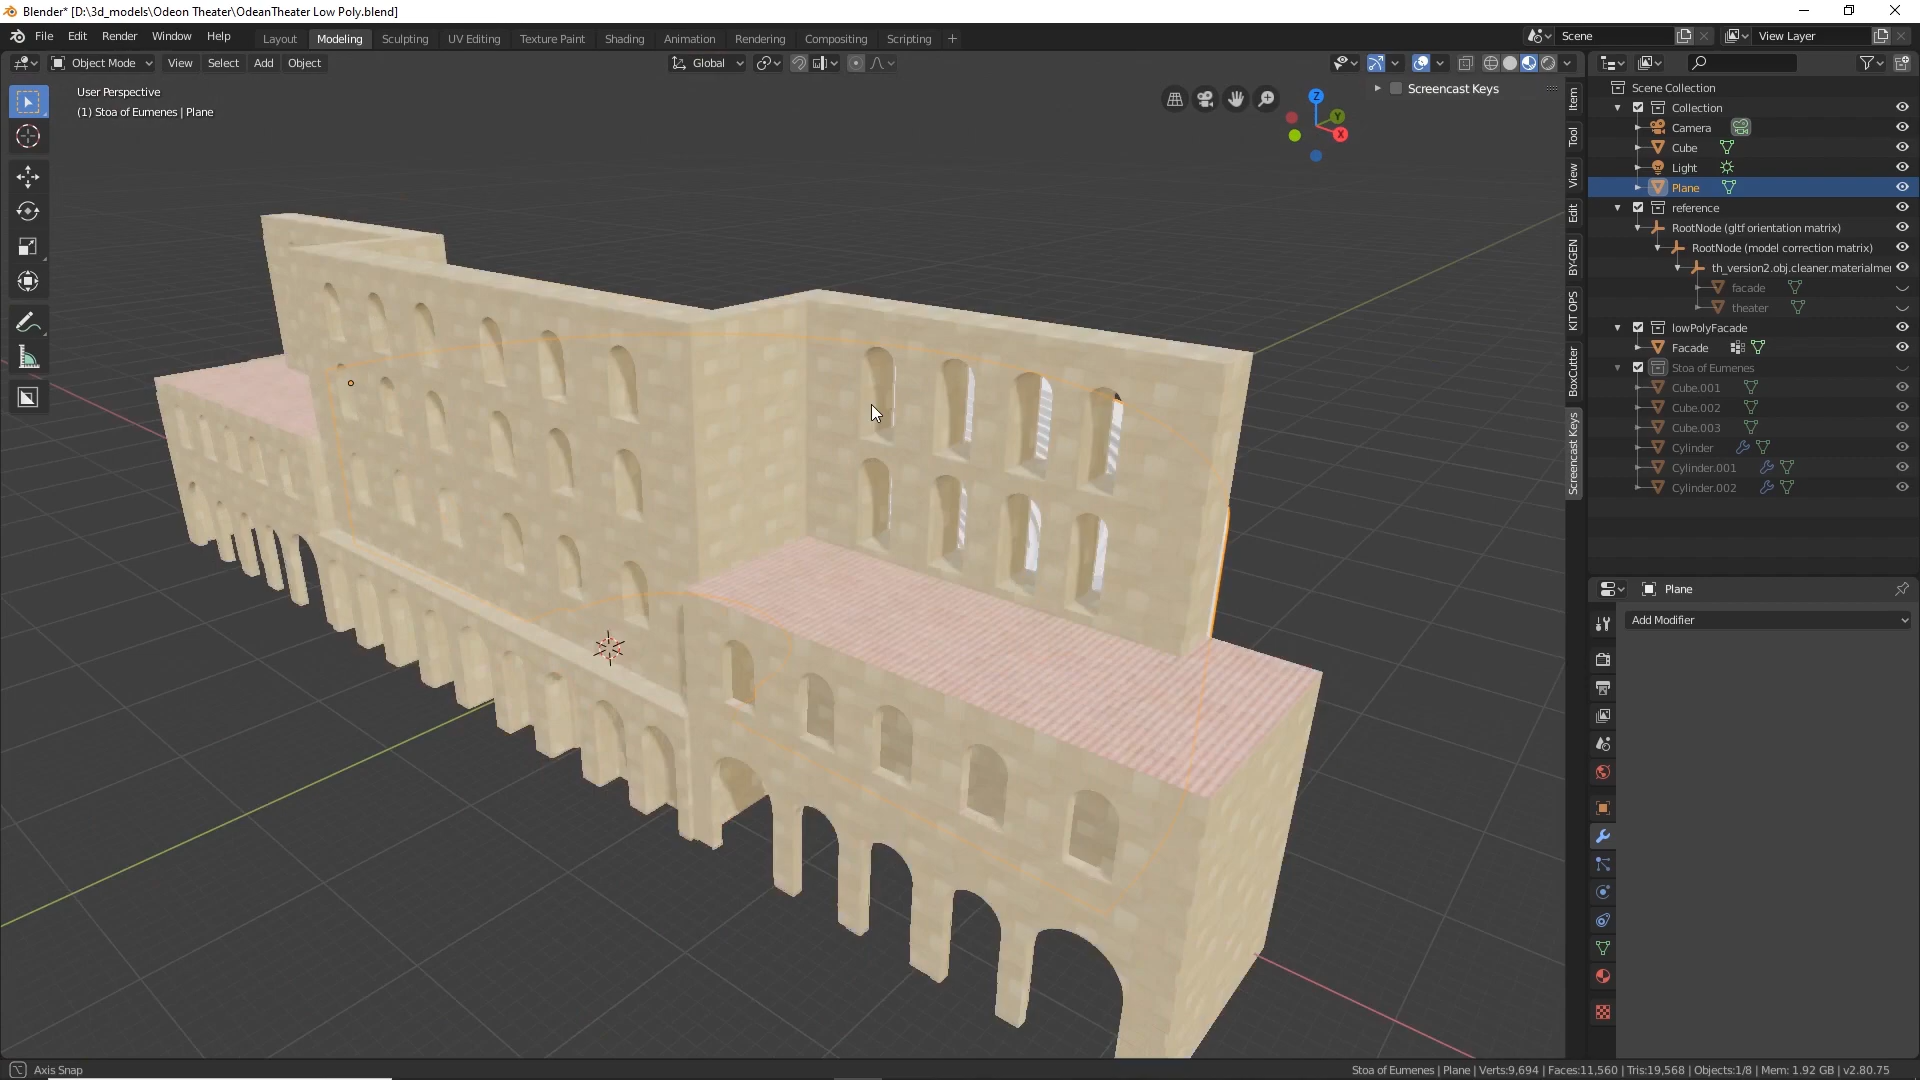 Blender* [D:\3d_models\Odeon Theater\OdeanTheater Low Poly.blend]
File Edit Render Window Help
Layout Modeling Sculpting UV Editing Texture Paint Shading Animation Rendering Compositing Scripting +
Scene
View Layer
Object Mode View Select Add Object
Global
User Perspective
(1) Stoa of Eumenes | Plane
Screencast Keys
Z
Y
X
Item
Tool
View
Edit
BY-GEN
KIT OPS
BoxCutter
Screencast Keys
Scene Collection
Collection
Camera
Cube
Light
Plane
reference
RootNode (gltf orientation matrix)
RootNode (model correction matrix)
th_version2.obj.cleaner.materialme
facade
theater
lowPolyFacade
Facade
Stoa of Eumenes
Cube.001
Cube.002
Cube.003
Cylinder
Cylinder.001
Cylinder.002
Plane
Add Modifier
Axis Snap
Stoa of Eumenes | Plane | Verts:9,694 | Faces:11,560 | Tris:19,568 | Objects:1/8 | Mem: 1.92 GB | v2.80.75